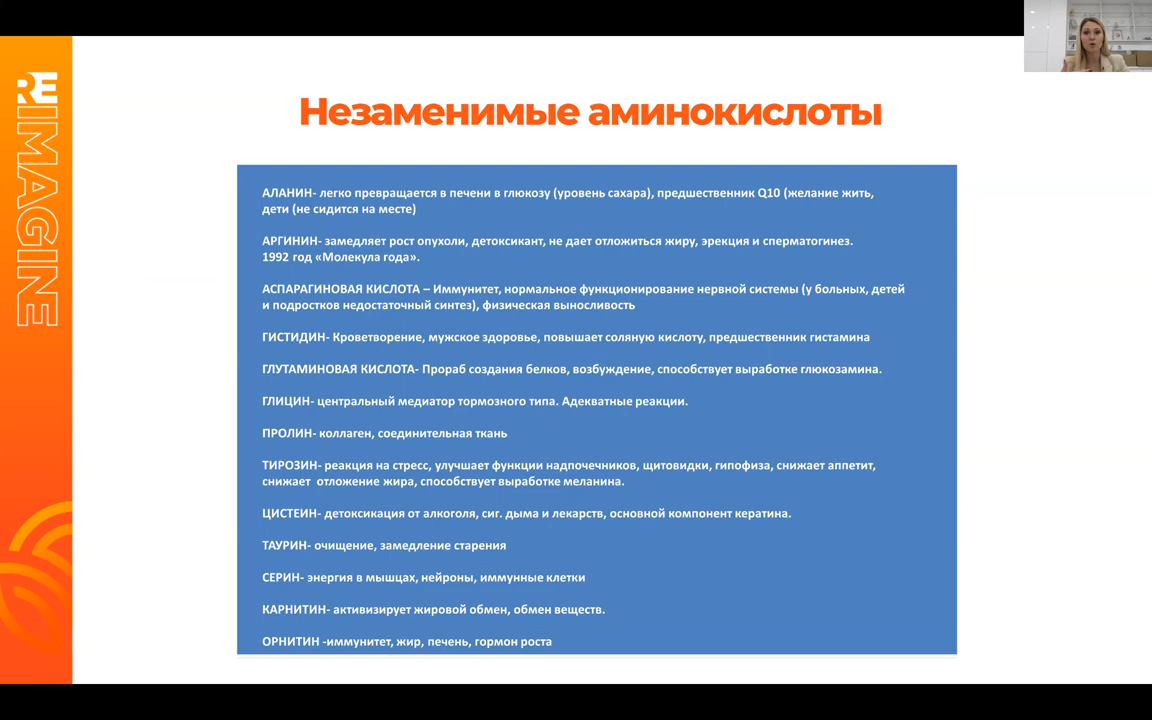 REIMAGINE
Незаменимые аминокислоты
АЛАНИН- легко превращается в печени в глюкозу (уровень сахара), предшественник Q10 (желание жить,
дети (не сидится на месте)
АРГИНИН- замедляет рост опухоли, детоксикант, не дает отложиться жиру, эрекция и сперматогинез.
1992 год «Молекула года».
АСПАРАГИНОВАЯ КИСЛОТА – Иммунитет, нормальное функционирование нервной системы (у больных, детей
и подростков недостаточный синтез), физическая выносливость
ГИСТИДИН- Кроветворение, мужское здоровье, повышает соляную кислоту, предшественник гистамина
ГЛУТАМИНОВАЯ КИСЛОТА- Прораб создания белков, возбуждение, способствует выработке глюкозамина.
ГЛИЦИН- центральный медиатор тормозного типа. Адекватные реакции.
ПРОЛИН- коллаген, соединительная ткань
ТИРОЗИН- реакция на стресс, улучшает функции надпочечников, щитовидки, гипофиза, снижает аппетит,
снижает  отложение жира, способствует выработке меланина.
ЦИСТЕИН- детоксикация от алкоголя, сиг. дыма и лекарств, основной компонент кератина.
ТАУРИН- очищение, замедление старения
СЕРИН- энергия в мышцах, нейроны, иммунные клетки
КАРНИТИН- активизирует жировой обмен, обмен веществ.
ОРНИТИН -иммунитет, жир, печень, гормон роста